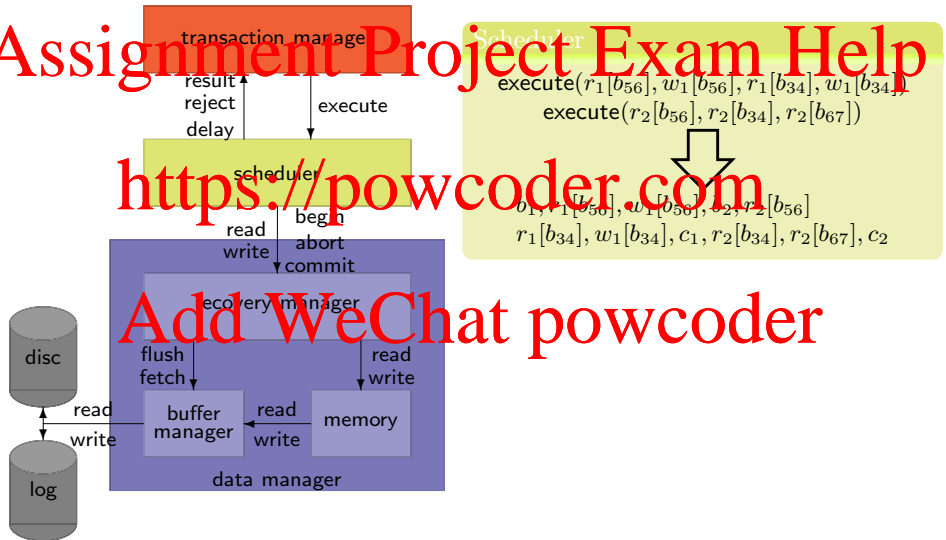 transaction manager
Assignment Project Exam Help
Scheduler
result
reject
delay
execute
execute(r₁[b₅₆], w₁[b₅₆], r₁[b₃₄], w₁[b₃₄])
execute(r₂[b₅₆], r₂[b₃₄], r₂[b₆₇])
scheduler
https://powcoder.com
b₁, r₁[b₅₆], w₁[b₅₆], b₂, r₂[b₅₆]
r₁[b₃₄], w₁[b₃₄], c₁, r₂[b₃₄], r₂[b₆₇], c₂
read
write
begin
abort
commit
recovery manager
Add WeChat powcoder
flush
fetch
read
write
disc
read
write
buffer
manager
read
write
memory
log
data manager